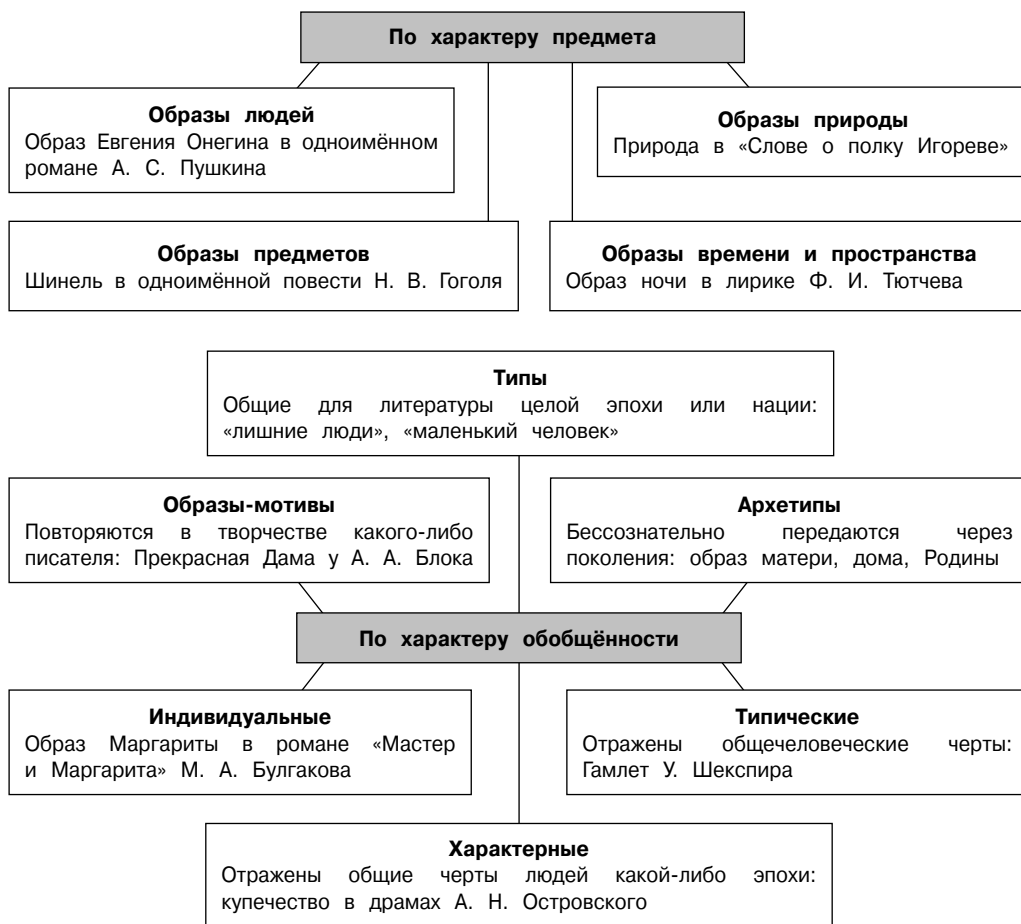 По характеру предмета
Образы людей
Образ Евгения Онегина в одноимённом
романе А. С. Пушкина
Образы природы
Природа в «Слове о полку Игореве»
Образы предметов
Шинель в одноимённой повести Н. В. Гоголя
Образы времени и пространства
Образ ночи в лирике Ф. И. Тютчева
Типы
Общие для литературы целой эпохи или нации:
«лишние люди», «маленький человек»
Образы-мотивы
Повторяются в творчестве какого-либо
писателя: Прекрасная Дама у А. А. Блока
Архетипы
Бессознательно передаются через
поколения: образ матери, дома, Родины
По характеру обобщённости
Индивидуальные
Образ Маргариты в романе «Мастер
и Маргарита» М. А. Булгакова
Типические
Отражены общечеловеческие черты:
Гамлет У. Шекспира
Характерные
Отражены общие черты людей какой-либо эпохи:
купечество в драмах А. Н. Островского